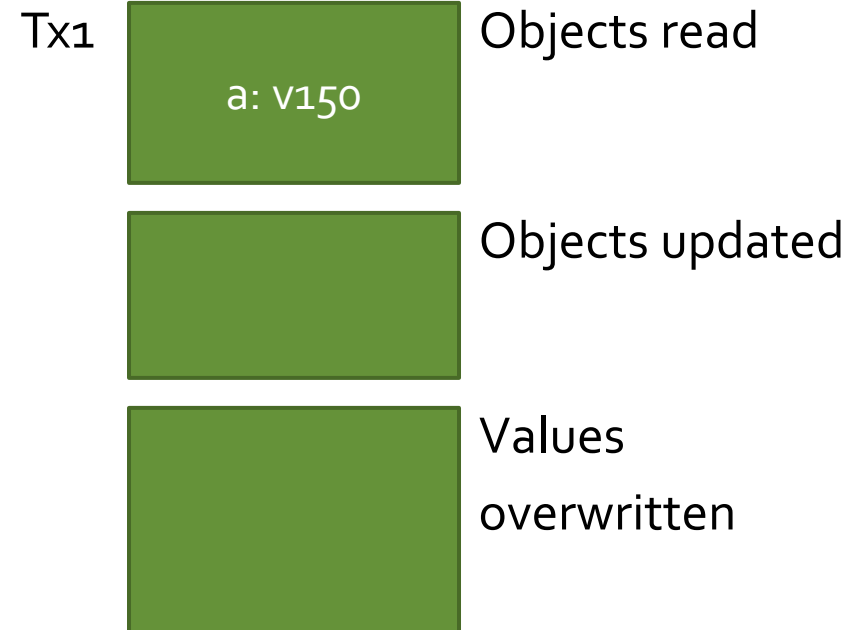 Tx1
Objects read
a: v150
Objects updated
Values
overwritten